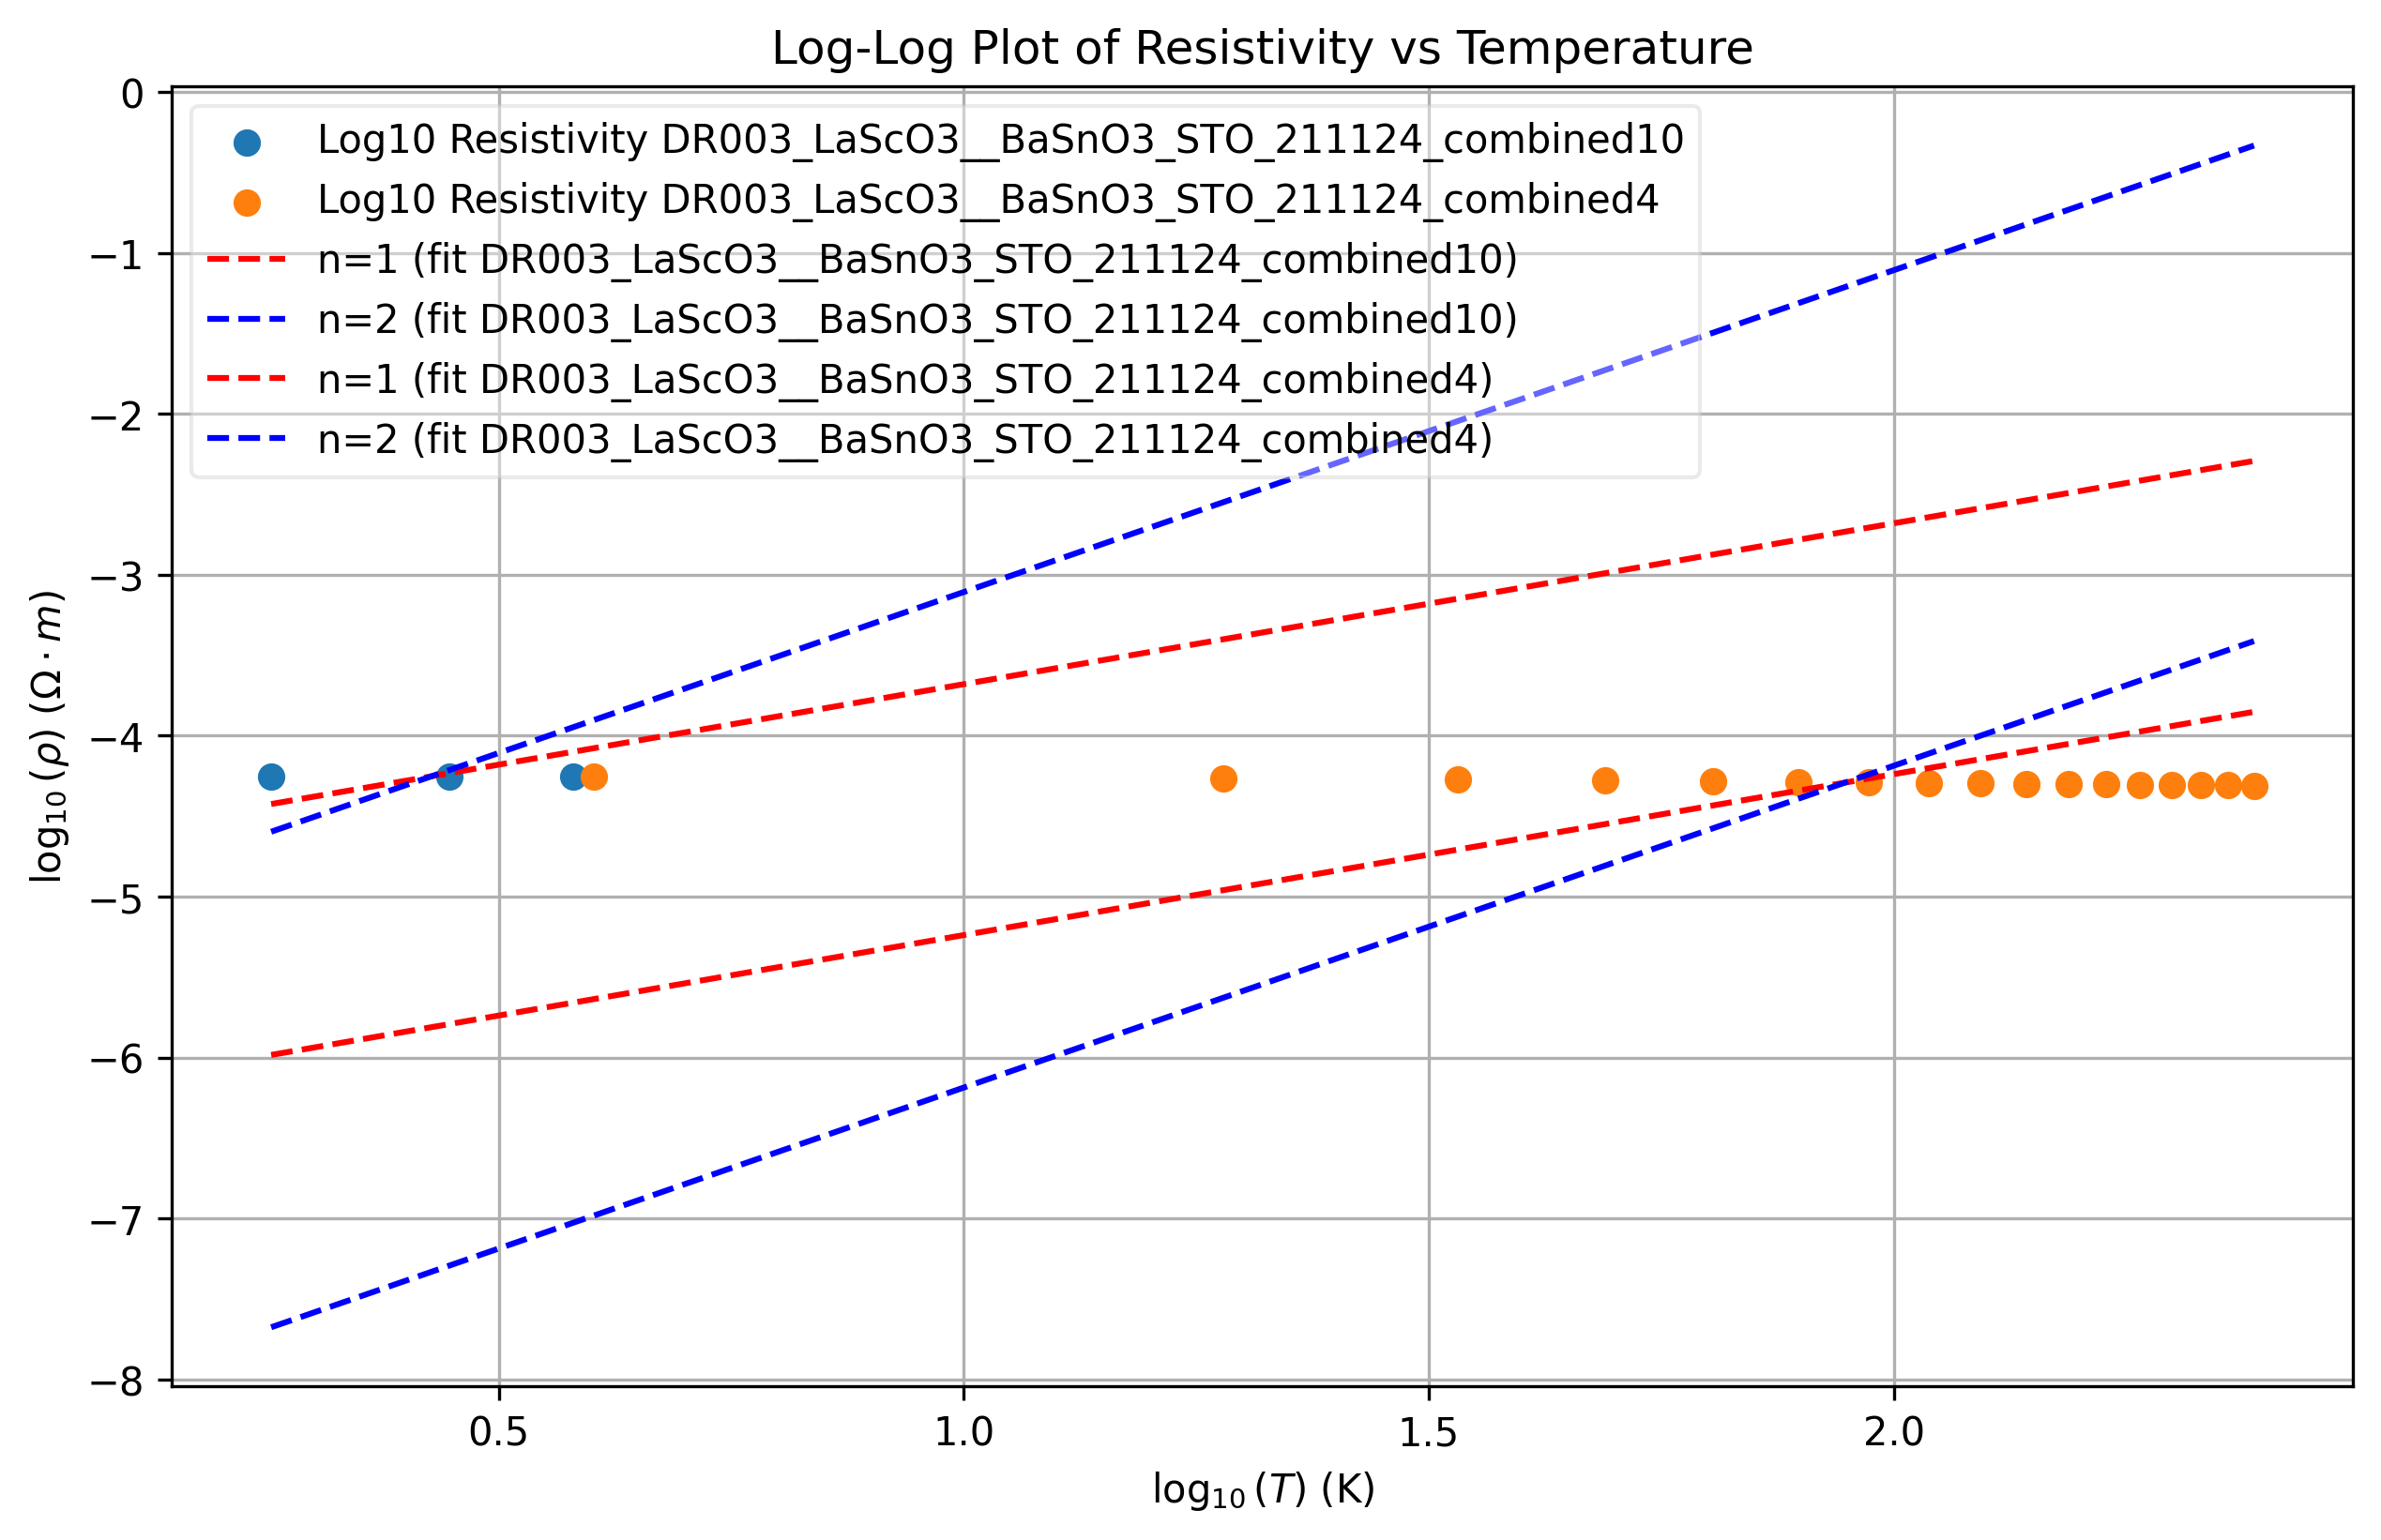 Log-Log Plot of Resistivity vs Temperature
0
−1
−2
−3
−4
−5
−6
−7
−8
log₁₀(ρ) (Ω · m)
Log10 Resistivity DR003_LaScO3__BaSnO3_STO_211124_combined10
Log10 Resistivity DR003_LaScO3__BaSnO3_STO_211124_combined4
n=1 (fit DR003_LaScO3__BaSnO3_STO_211124_combined10)
n=2 (fit DR003_LaScO3__BaSnO3_STO_211124_combined10)
n=1 (fit DR003_LaScO3__BaSnO3_STO_211124_combined4)
n=2 (fit DR003_LaScO3__BaSnO3_STO_211124_combined4)
0.5 1.0 1.5 2.0
log₁₀(T) (K)